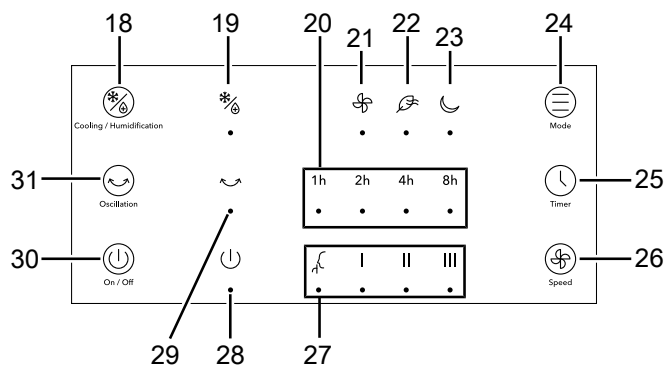 18 19 20 21 22 23 24
Cooling / Humidification
Mode
31 1h 2h 4h 8h 25
Oscillation
Timer
30 I II III 26
On / Off
Speed
29 28 27